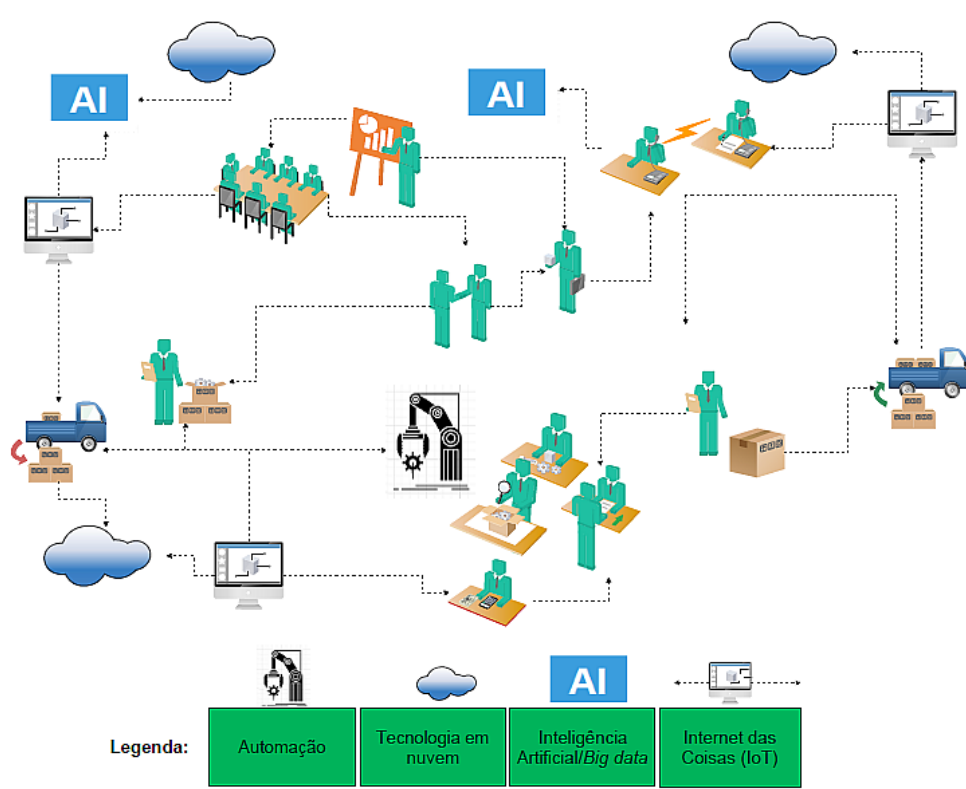 AI
AI
Legenda:
Automação
Tecnologia em
nuvem
AI
Inteligência
Artificial/Big data
Internet das
Coisas (IoT)